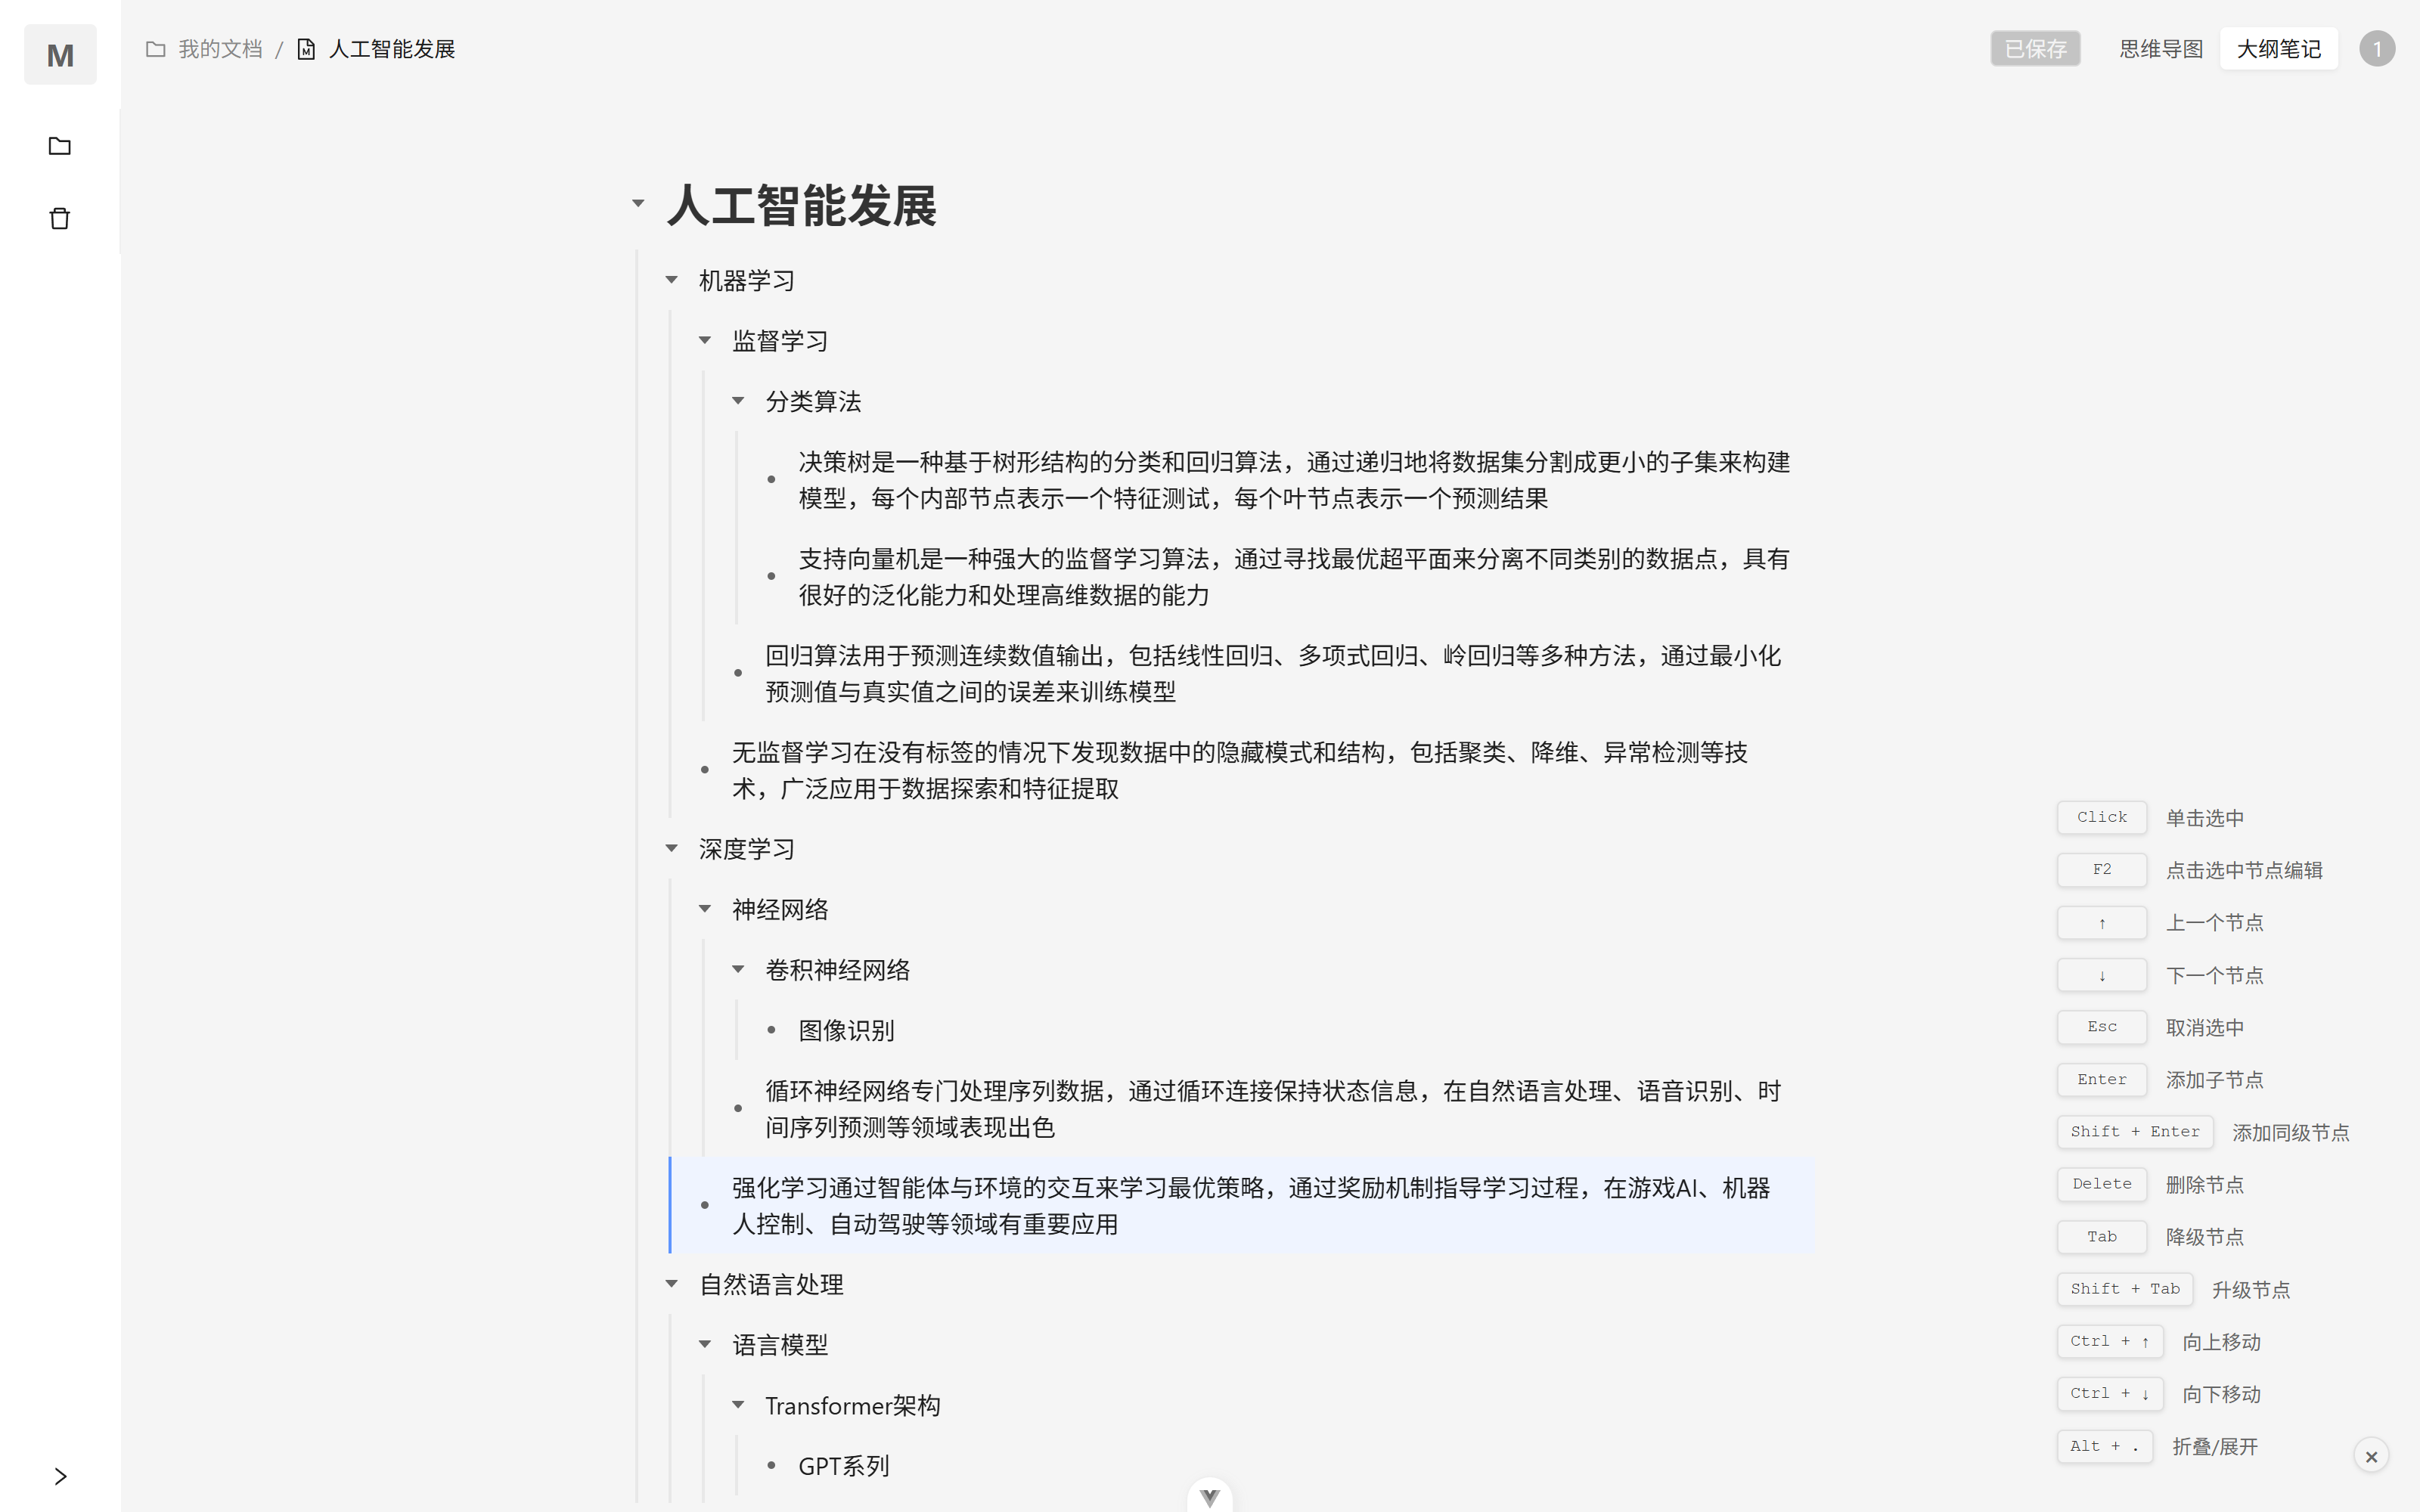 M
我的文档 / 人工智能发展
已保存
思维导图
大纲笔记
1
人工智能发展
机器学习
监督学习
分类算法
决策树是一种基于树形结构的分类和回归算法，通过递归地将数据集分割成更小的子集来构建
模型，每个内部节点表示一个特征测试，每个叶节点表示一个预测结果
支持向量机是一种强大的监督学习算法，通过寻找最优超平面来分离不同类别的数据点，具有
很好的泛化能力和处理高维数据的能力
回归算法用于预测连续数值输出，包括线性回归、多项式回归、岭回归等多种方法，通过最小化
预测值与真实值之间的误差来训练模型
无监督学习在没有标签的情况下发现数据中的隐藏模式和结构，包括聚类、降维、异常检测等技
术，广泛应用于数据探索和特征提取
深度学习
神经网络
卷积神经网络
图像识别
循环神经网络专门处理序列数据，通过循环连接保持状态信息，在自然语言处理、语音识别、时
间序列预测等领域表现出色
强化学习通过智能体与环境的交互来学习最优策略，通过奖励机制指导学习过程，在游戏AI、机器
人控制、自动驾驶等领域有重要应用
自然语言处理
语言模型
Transformer架构
GPT系列
Click 单击选中
F2 点击选中节点编辑
↑ 上一个节点
↓ 下一个节点
Esc 取消选中
Enter 添加子节点
Shift + Enter 添加同级节点
Delete 删除节点
Tab 降级节点
Shift + Tab 升级节点
Ctrl + ↑ 向上移动
Ctrl + ↓ 向下移动
Alt + . 折叠/展开